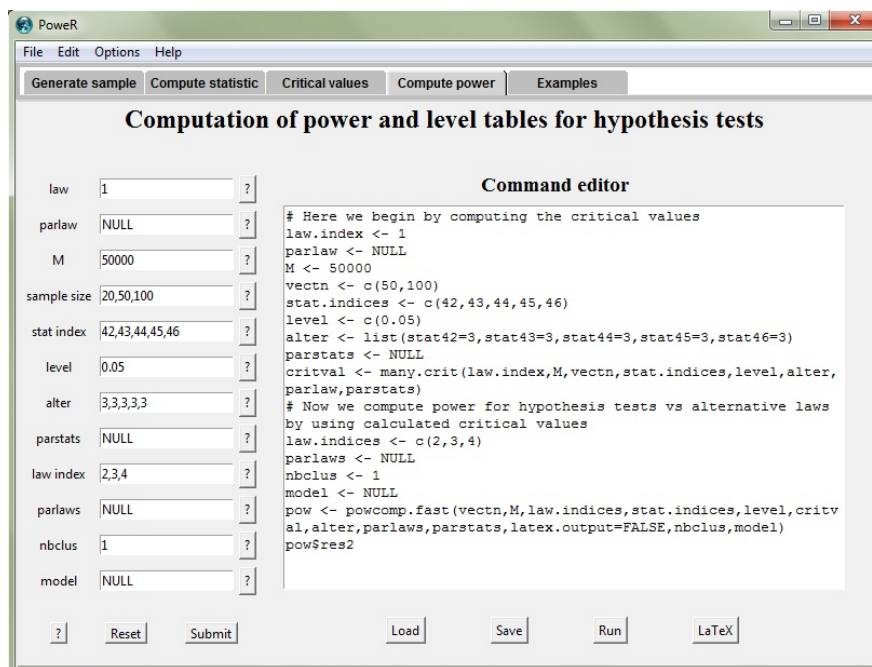 PoweR
File Edit Options Help
Generate sample Compute statistic Critical values Compute power Examples
Computation of power and level tables for hypothesis tests
law 1 ?
parlaw NULL ?
M 50000 ?
sample size 20,50,100 ?
stat index 42,43,44,45,46 ?
level 0.05 ?
alter 3,3,3,3,3 ?
parstats NULL ?
law index 2,3,4 ?
parlaws NULL ?
nbclus 1 ?
model NULL ?
? Reset Submit
Command editor
# Here we begin by computing the critical values
law.index <- 1
parlaw <- NULL
M <- 50000
vectn <- c(50,100)
stat.indices <- c(42,43,44,45,46)
level <- c(0.05)
alter <- list(stat42=3,stat43=3,stat44=3,stat45=3,stat46=3)
parstats <- NULL
critval <- many.crit(law.index,M,vectn,stat.indices,level,alter,
parlaw,parstats)
# Now we compute power for hypothesis tests vs alternative laws
by using calculated critical values
law.indices <- c(2,3,4)
parlaws <- NULL
nbclus <- 1
model <- NULL
pow <- powcomp.fast(vectn,M,law.indices,stat.indices,level,critv
al,alter,parlaws,parstats,latex.output=FALSE,nbclus,model)
pow$res2
Load Save Run LaTeX